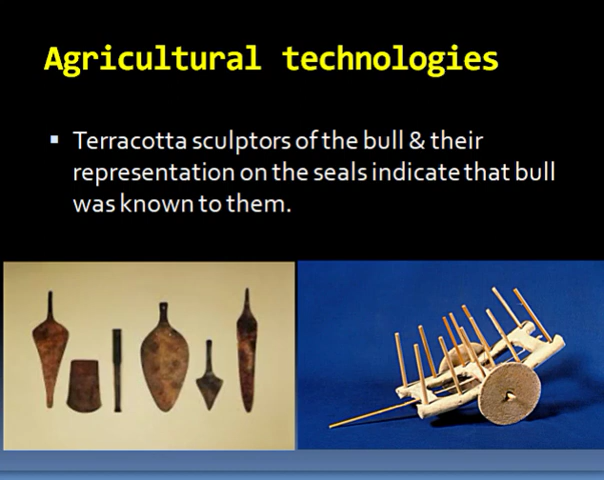 Agricultural technologies
Terracotta sculptors of the bull & their
representation on the seals indicate that bull
was known to them.